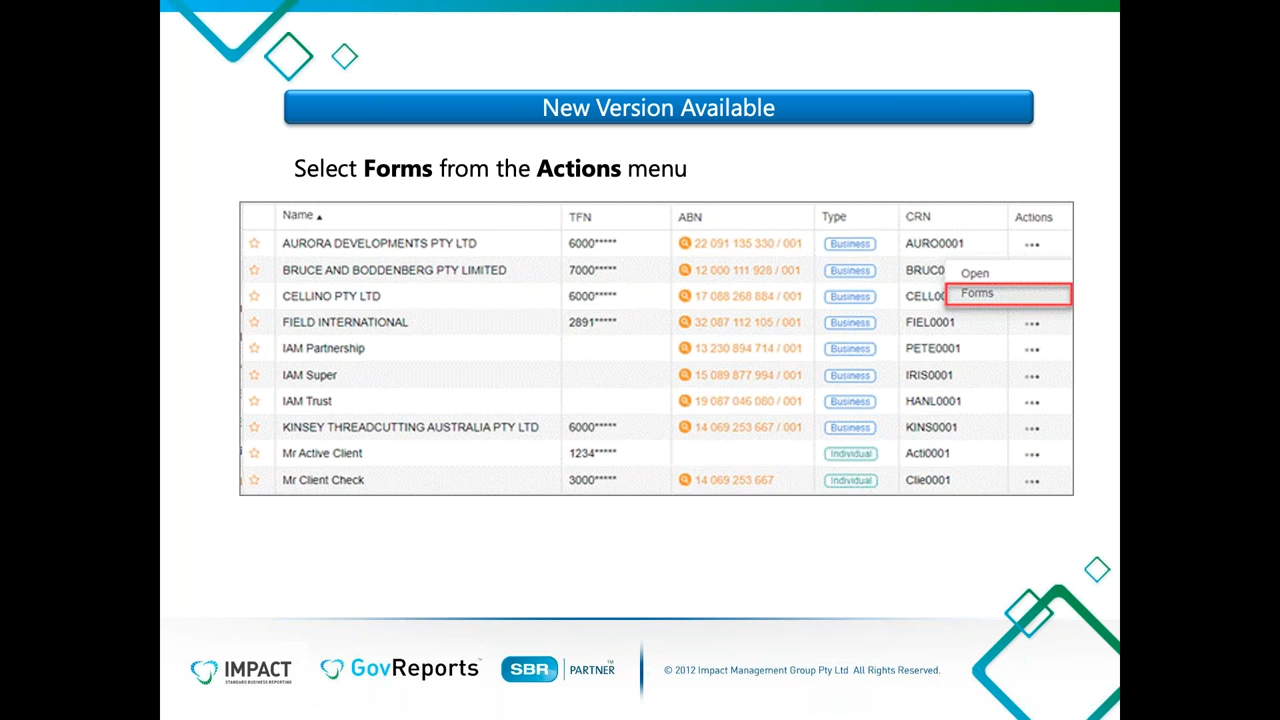 New Version Available
Select Forms from the Actions menu
Name TFN ABN Type CRN Actions
AURORA DEVELOPMENTS PTY LTD 6000***** 22 091 135 330 / 001 Business AURO0001
BRUCE AND BODDENBERG PTY LIMITED 7000***** 12 000 111 928 / 001 Business BRUC0
Open
CELLINO PTY LTD 6000***** 17 088 268 884 / 001 Business CELL00
Forms
FIELD INTERNATIONAL 2891***** 32 087 112 105 / 001 Business FIEL0001
IAM Partnership 13 230 894 714 / 001 Business PETE0001
IAM Super 15 089 877 994 / 001 Business IRIS0001
IAM Trust 19 087 046 080 / 001 Business HANL0001
KINSEY THREADCUTTING AUSTRALIA PTY LTD 6000***** 14 069 253 667 / 001 Business KINS0001
Mr Active Client 1234***** Individual Acti0001
Mr Client Check 3000***** 14 069 253 667 Individual Clie0001
IMPACT
STANDARD BUSINESS REPORTING
GovReports™
SBR PARTNER™
© 2012 Impact Management Group Pty Ltd All Rights Reserved.